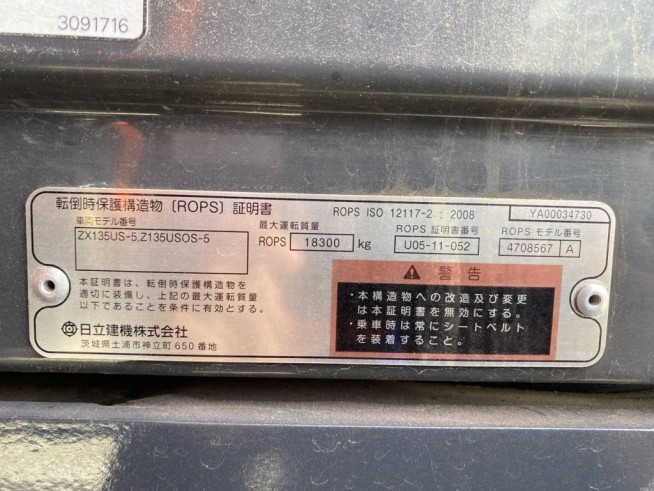 3091716
転倒時保護構造物〔ROPS〕証明書
ROPS ISO 12117-2 : 2008
YA00034730
車両モデル番号
ZX135US-5,Z135USOS-5
最大運転質量
ROPS 18300 kg
ROPS 証明書番号
U05-11-052
ROPS モデル番号
4708567 A
本証明書は、転倒時保護構造物を
適切に装備し、上記の最大運転質量
以下であることを条件に有効とする。
日立建機株式会社
茨城県土浦市神立町650番地
警告
・本構造物への改造及び変更
は本証明書を無効にする。
・乗車時は常にシートベルト
を装着すること。